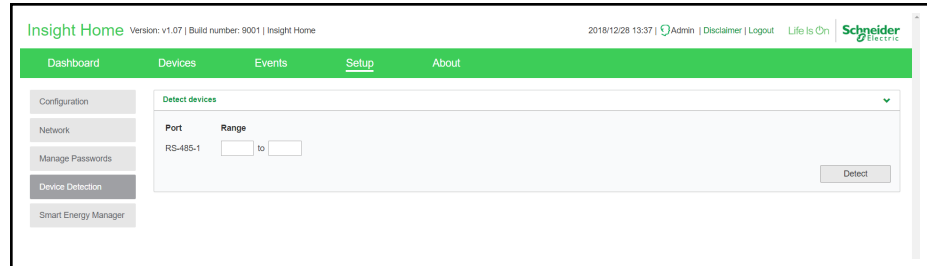 Insight Home Version: v1.07 | Build number: 9001 | Insight Home 2018/12/28 13:37 | Admin | Disclaimer | Logout Life Is On Schneider Electric
Dashboard Devices Events Setup About
Configuration
Network
Manage Passwords
Device Detection
Smart Energy Manager
Detect devices
Port Range
RS-485-1 to
Detect